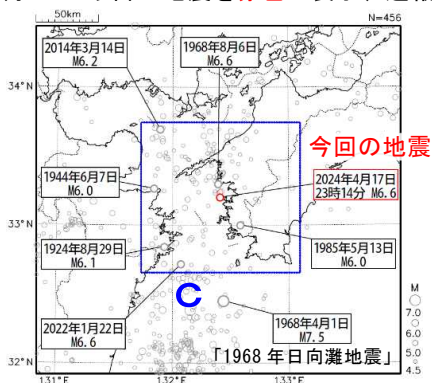 50km
N=456
2014年3月14日
M6.2
1968年8月6日
M6.6
34°N
今回の地震
1944年6月7日
M6.0
2024年4月17日
23時14分 M6.6
33°N
1924年8月29日
M6.1
1985年5月13日
M6.0
C
2022年1月22日
M6.6
1968年4月1日
M7.5
「1968 年日向灘地震」
M
7.0
6.0
5.0
4.5
32°N
131°E
132°E
133°E